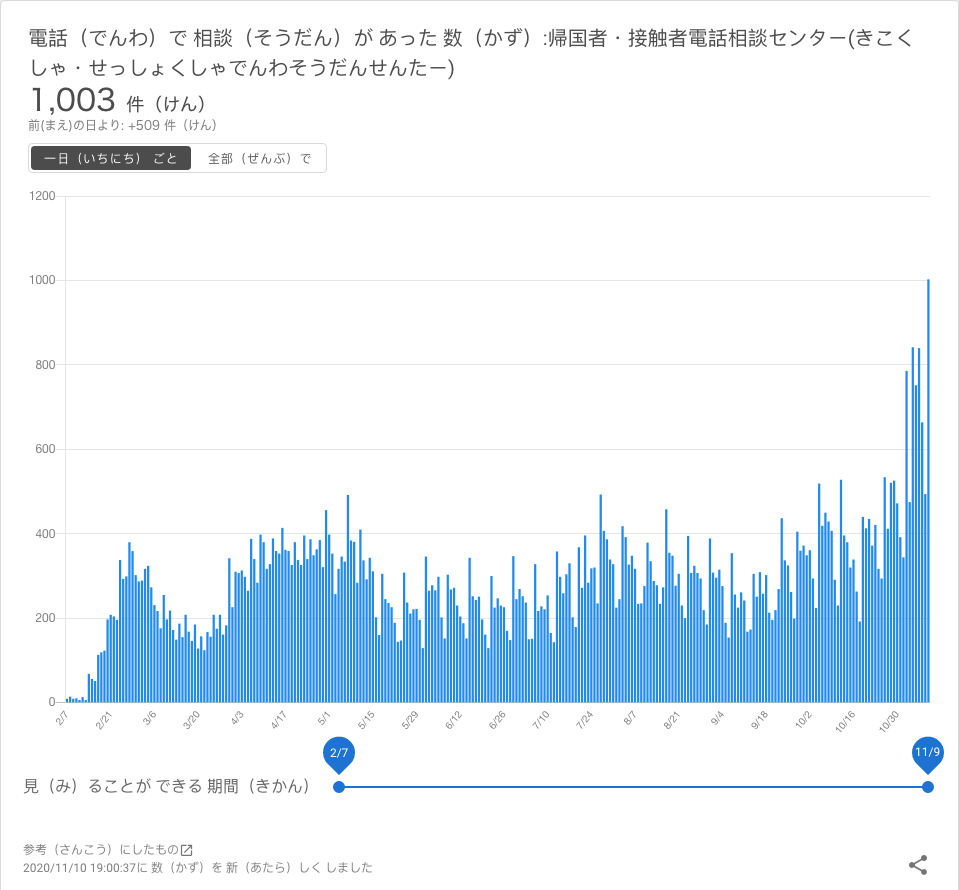 電話（でんわ）で 相談（そうだん）が あった 数（かず）:帰国者・接触者電話相談センター(きこく
しゃ・せっしょくしゃでんわそうだんせんたー)
1,003 件（けん）
前(まえ)の日より: +509 件（けん）
一日（いちにち） ごと 全部（ぜんぶ）で
1200
1000
800
600
400
200
0
2/7 2/21 3/6 3/20 4/3 4/17 5/1 5/15 5/29 6/12 6/26 7/10 7/24 8/7 8/21 9/4 9/18 10/2 10/16 10/30
2/7 11/9
見（み）ることが できる 期間（きかん）
参考（さんこう）にしたもの
2020/11/10 19:00:37に 数（かず）を 新（あたら）しく しました